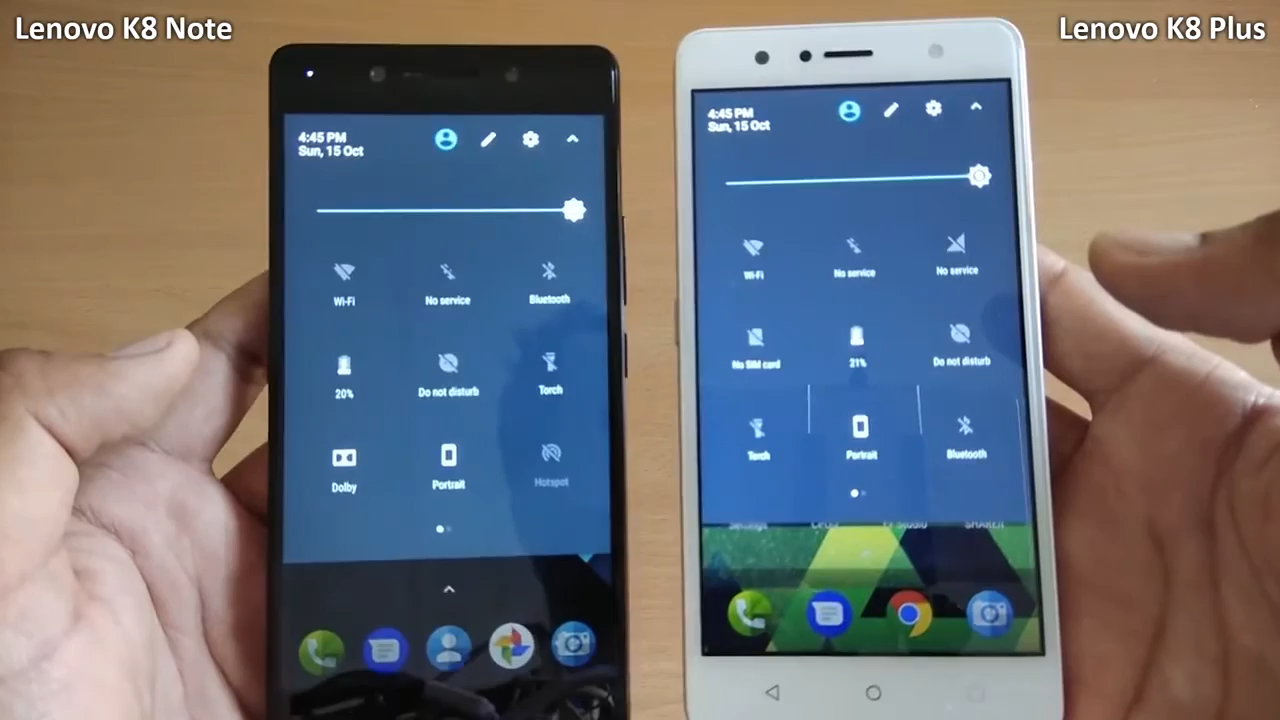 Lenovo K8 Note
Lenovo K8 Plus
4:45 PM
Sun, 15 Oct
Wi-Fi
No service
Bluetooth
20%
Do not disturb
Torch
Dolby
Portrait
Hotspot
4:45 PM
Sun, 15 Oct
Wi-Fi
No service
No service
No SIM card
21%
Do not disturb
Torch
Portrait
Bluetooth
Settings
SHAREit